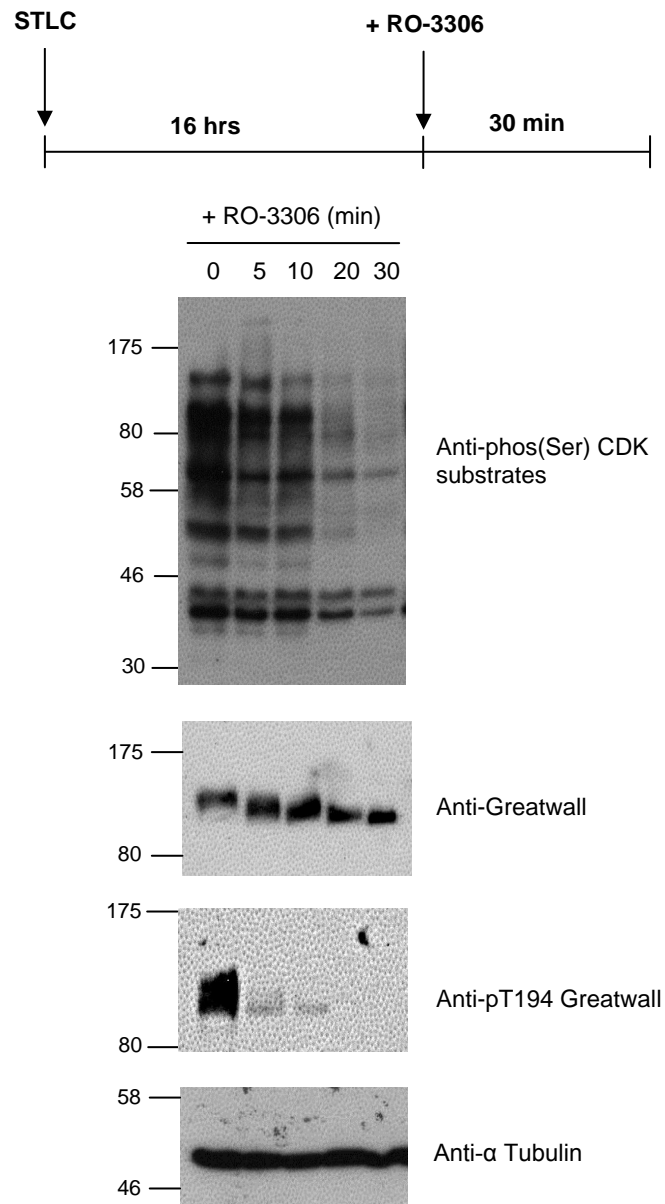 STLC
+ RO-3306
16 hrs
30 min
+ RO-3306 (min)
0 5 10 20 30
175
80
58
46
30
Anti-phos(Ser) CDK
substrates
175
80
Anti-Greatwall
175
80
Anti-pT194 Greatwall
58
46
Anti-α Tubulin